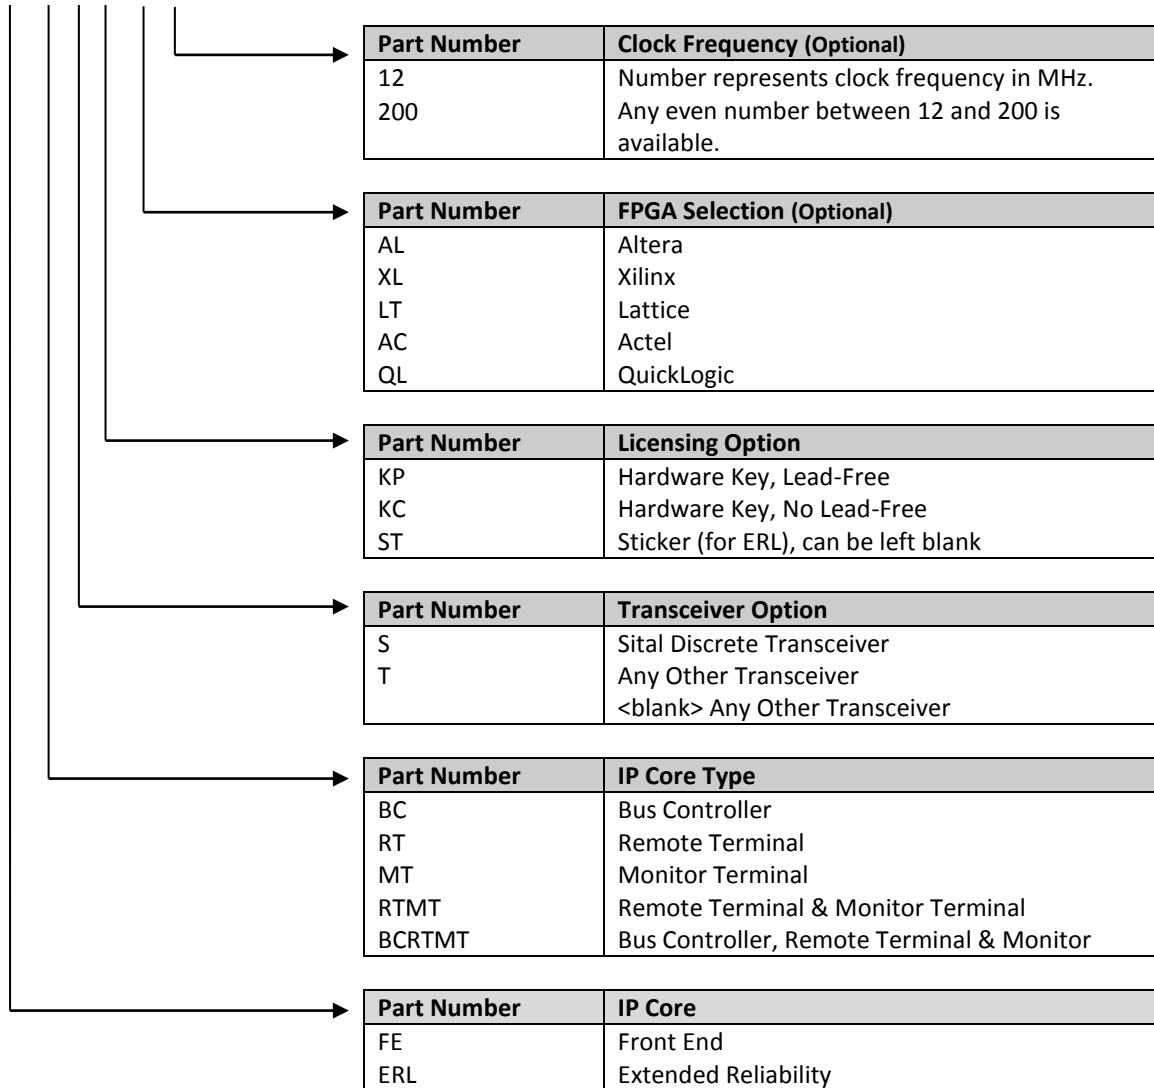 Part Number Clock Frequency (Optional)
12 Number represents clock frequency in MHz.
200 Any even number between 12 and 200 is
available.
Part Number FPGA Selection (Optional)
AL Altera
XL Xilinx
LT Lattice
AC Actel
QL QuickLogic
Part Number Licensing Option
KP Hardware Key, Lead-Free
KC Hardware Key, No Lead-Free
ST Sticker (for ERL), can be left blank
Part Number Transceiver Option
S Sital Discrete Transceiver
T Any Other Transceiver
<blank> Any Other Transceiver
Part Number IP Core Type
BC Bus Controller
RT Remote Terminal
MT Monitor Terminal
RTMT Remote Terminal & Monitor Terminal
BCRTMT Bus Controller, Remote Terminal & Monitor
Part Number IP Core
FE Front End
ERL Extended Reliability